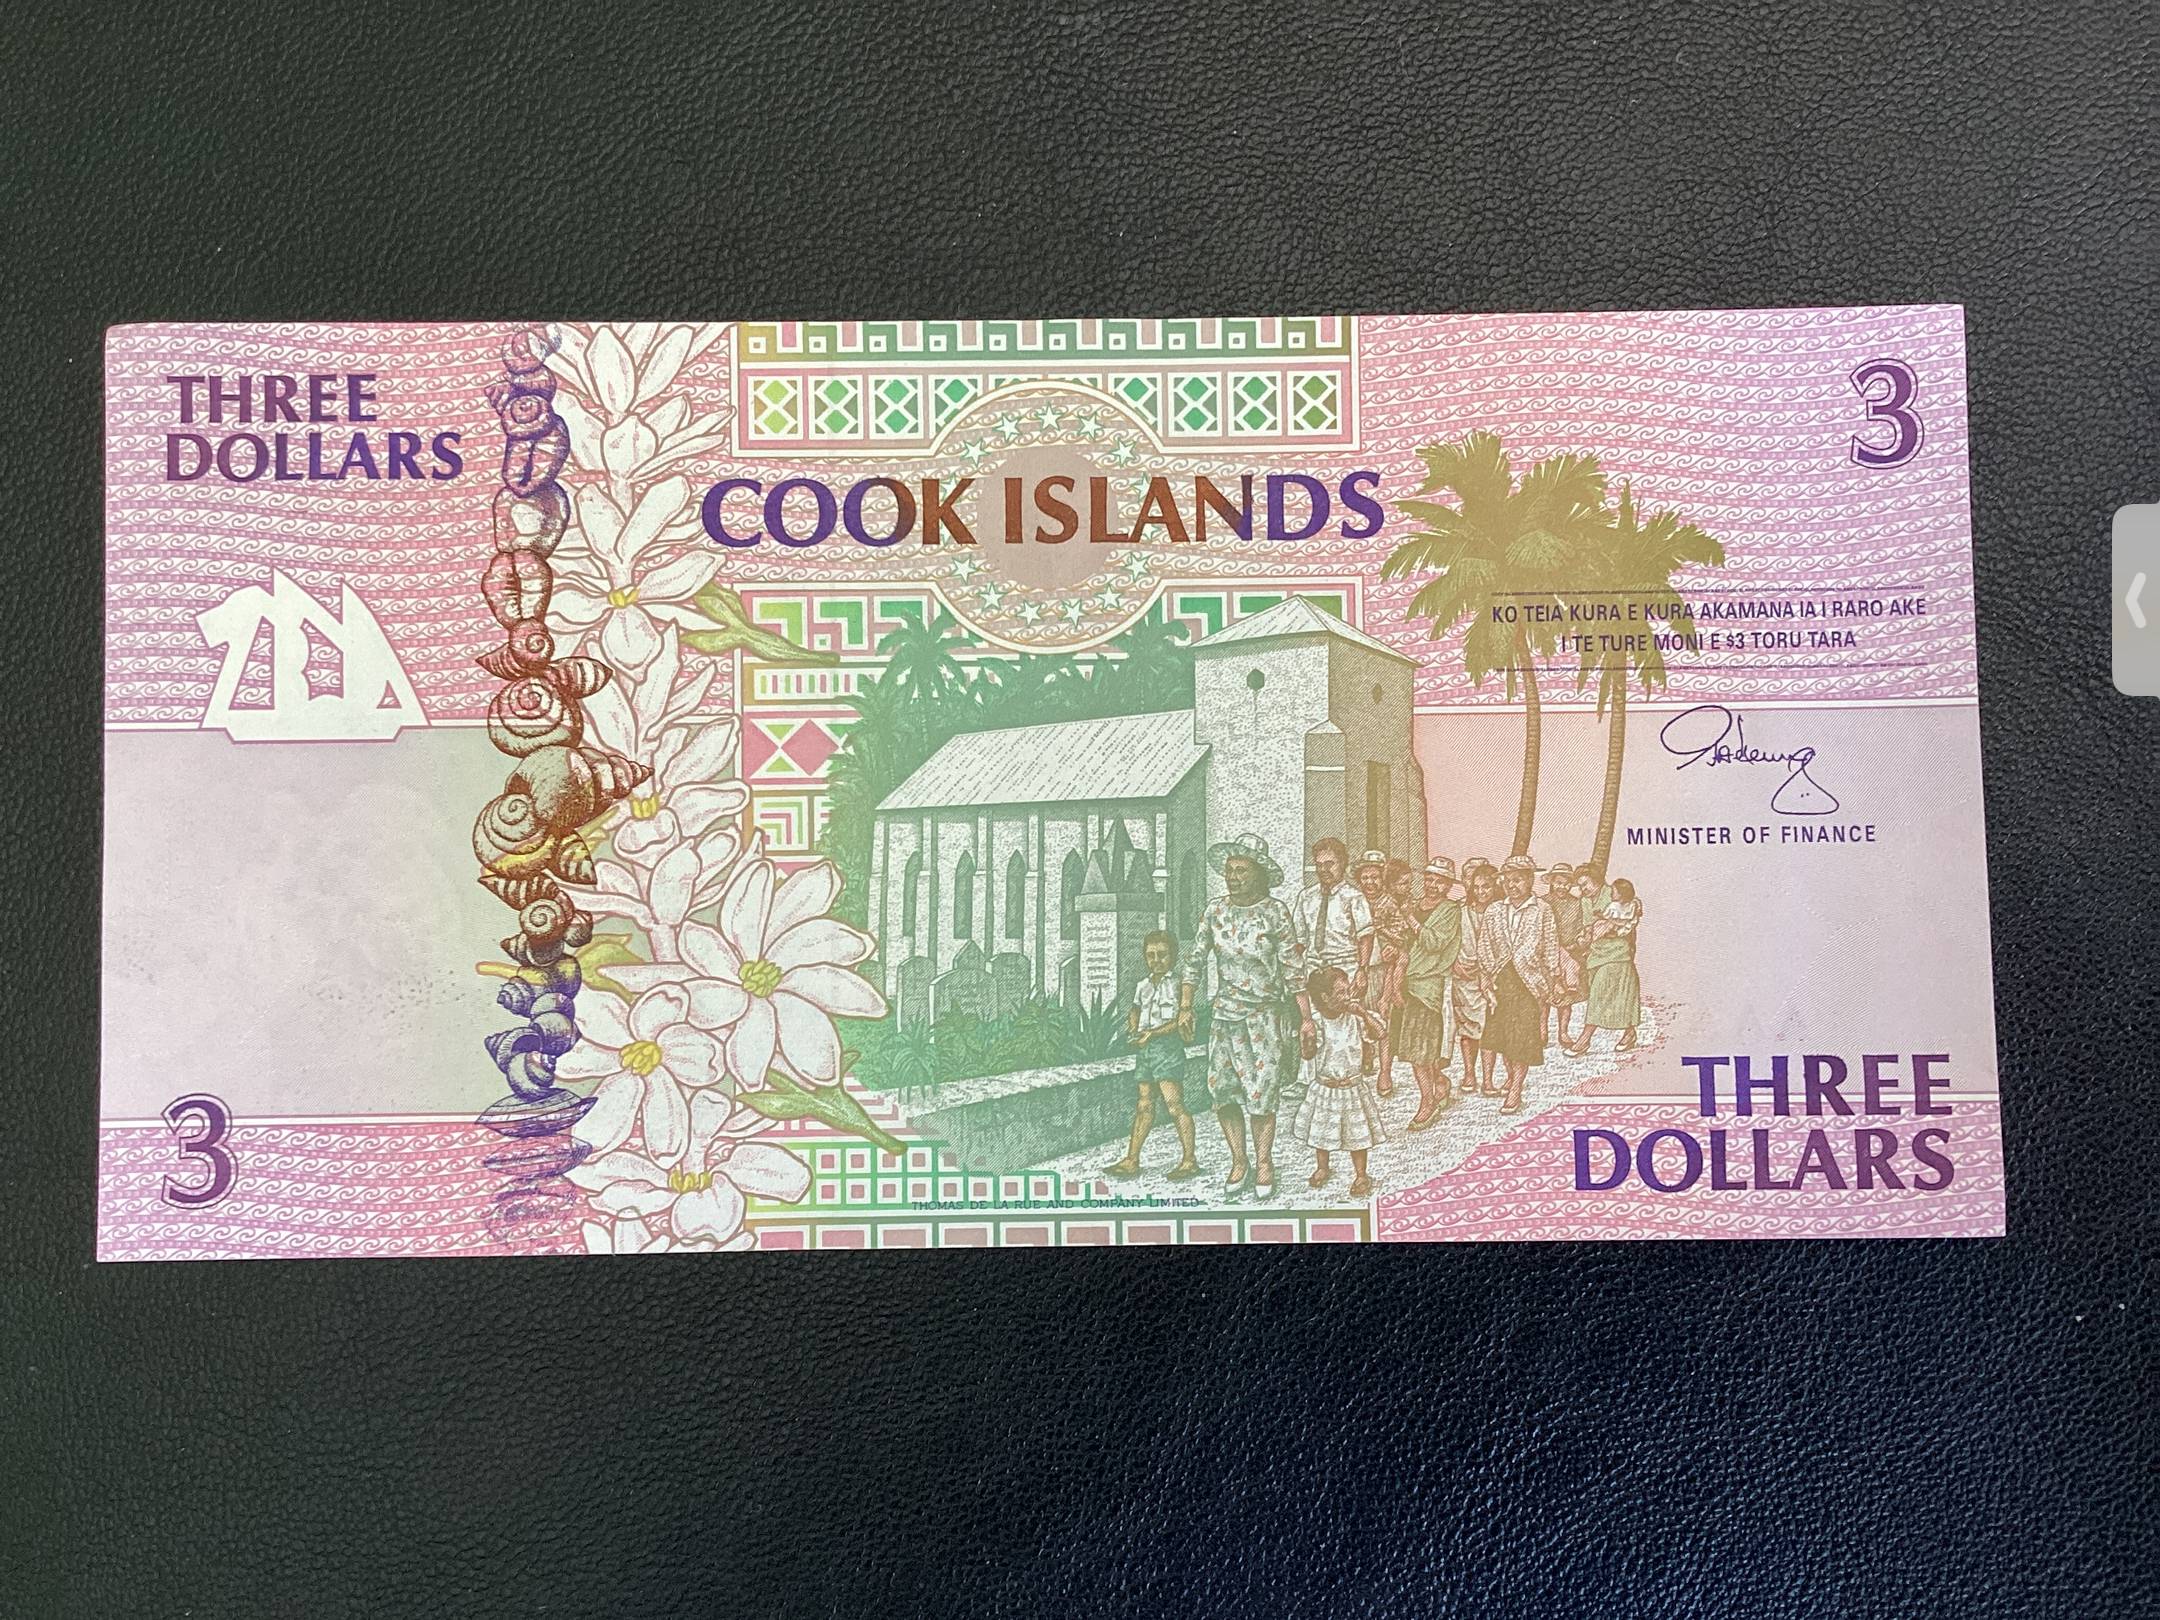 THREE
DOLLARS
3
COOK ISLANDS
KO TEIA KURA E KURA AKAMANA IA I RARO AKE
I TE TURE MONI E $3 TORU TARA
MINISTER OF FINANCE
3
THREE
DOLLARS
THOMAS DE LA RUE AND COMPANY LIMITED